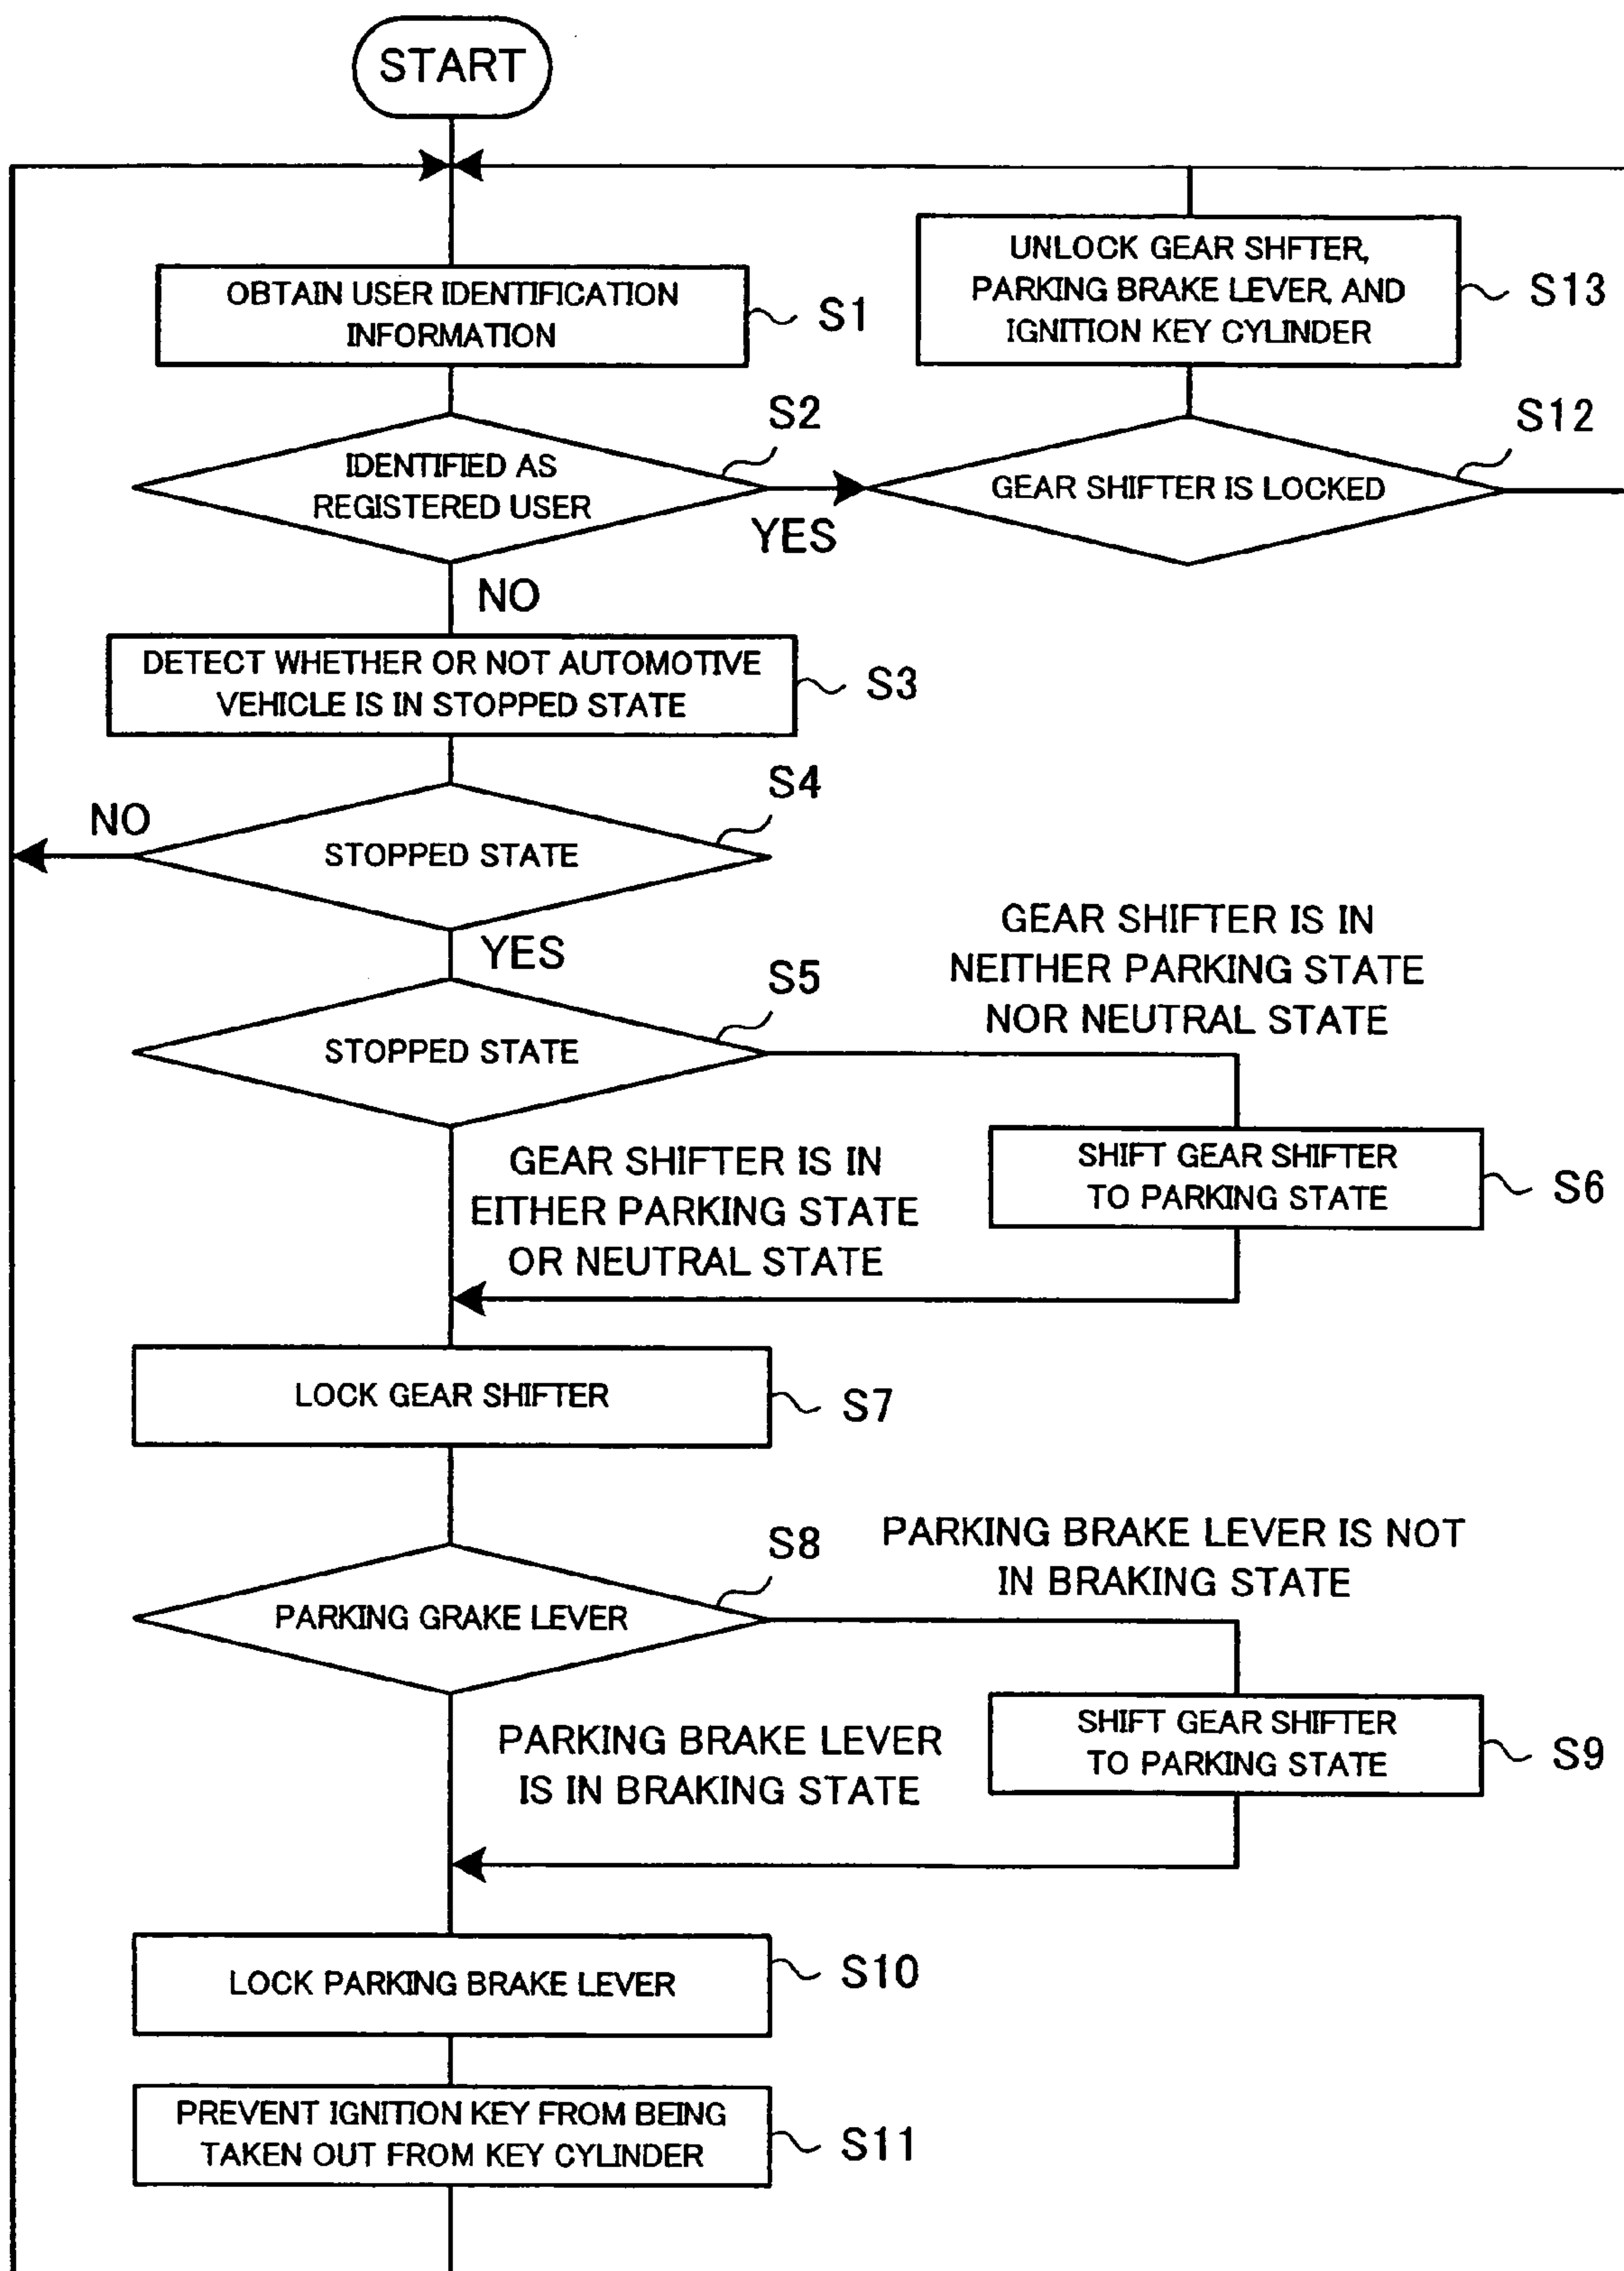 START
OBTAIN USER IDENTIFICATION
INFORMATION
S1
UNLOCK GEAR SHFTER,
PARKING BRAKE LEVER, AND
IGNITION KEY CYLINDER
S13
S2
IDENTIFIED AS
REGISTERED USER
YES
S12
GEAR SHIFTER IS LOCKED
NO
DETECT WHETHER OR NOT AUTOMOTIVE
VEHICLE IS IN STOPPED STATE
S3
S4
NO
STOPPED STATE
YES
S5
STOPPED STATE
GEAR SHIFTER IS IN
NEITHER PARKING STATE
NOR NEUTRAL STATE
GEAR SHIFTER IS IN
EITHER PARKING STATE
OR NEUTRAL STATE
SHIFT GEAR SHIFTER
TO PARKING STATE
S6
LOCK GEAR SHIFTER
S7
S8
PARKING GRAKE LEVER
PARKING BRAKE LEVER IS NOT
IN BRAKING STATE
PARKING BRAKE LEVER
IS IN BRAKING STATE
SHIFT GEAR SHIFTER
TO PARKING STATE
S9
LOCK PARKING BRAKE LEVER
S10
PREVENT IGNITION KEY FROM BEING
TAKEN OUT FROM KEY CYLINDER
S11